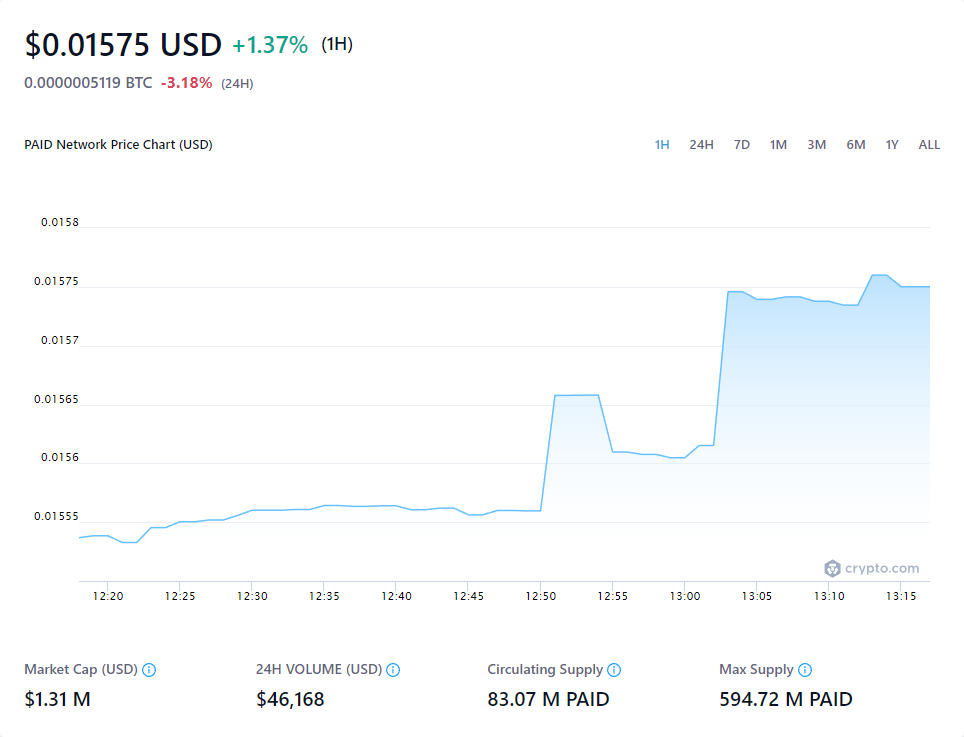 $0.01575 USD +1.37% (1H)
0.0000005119 BTC -3.18% (24H)
PAID Network Price Chart (USD)
1H 24H 7D 1M 3M 6M 1Y ALL
0.0158
0.01575
0.0157
0.01565
0.0156
0.01555
crypto.com
12:20 12:25 12:30 12:35 12:40 12:45 12:50 12:55 13:00 13:05 13:10 13:15
Market Cap (USD) 24H VOLUME (USD) Circulating Supply Max Supply
$1.31 M $46,168 83.07 M PAID 594.72 M PAID